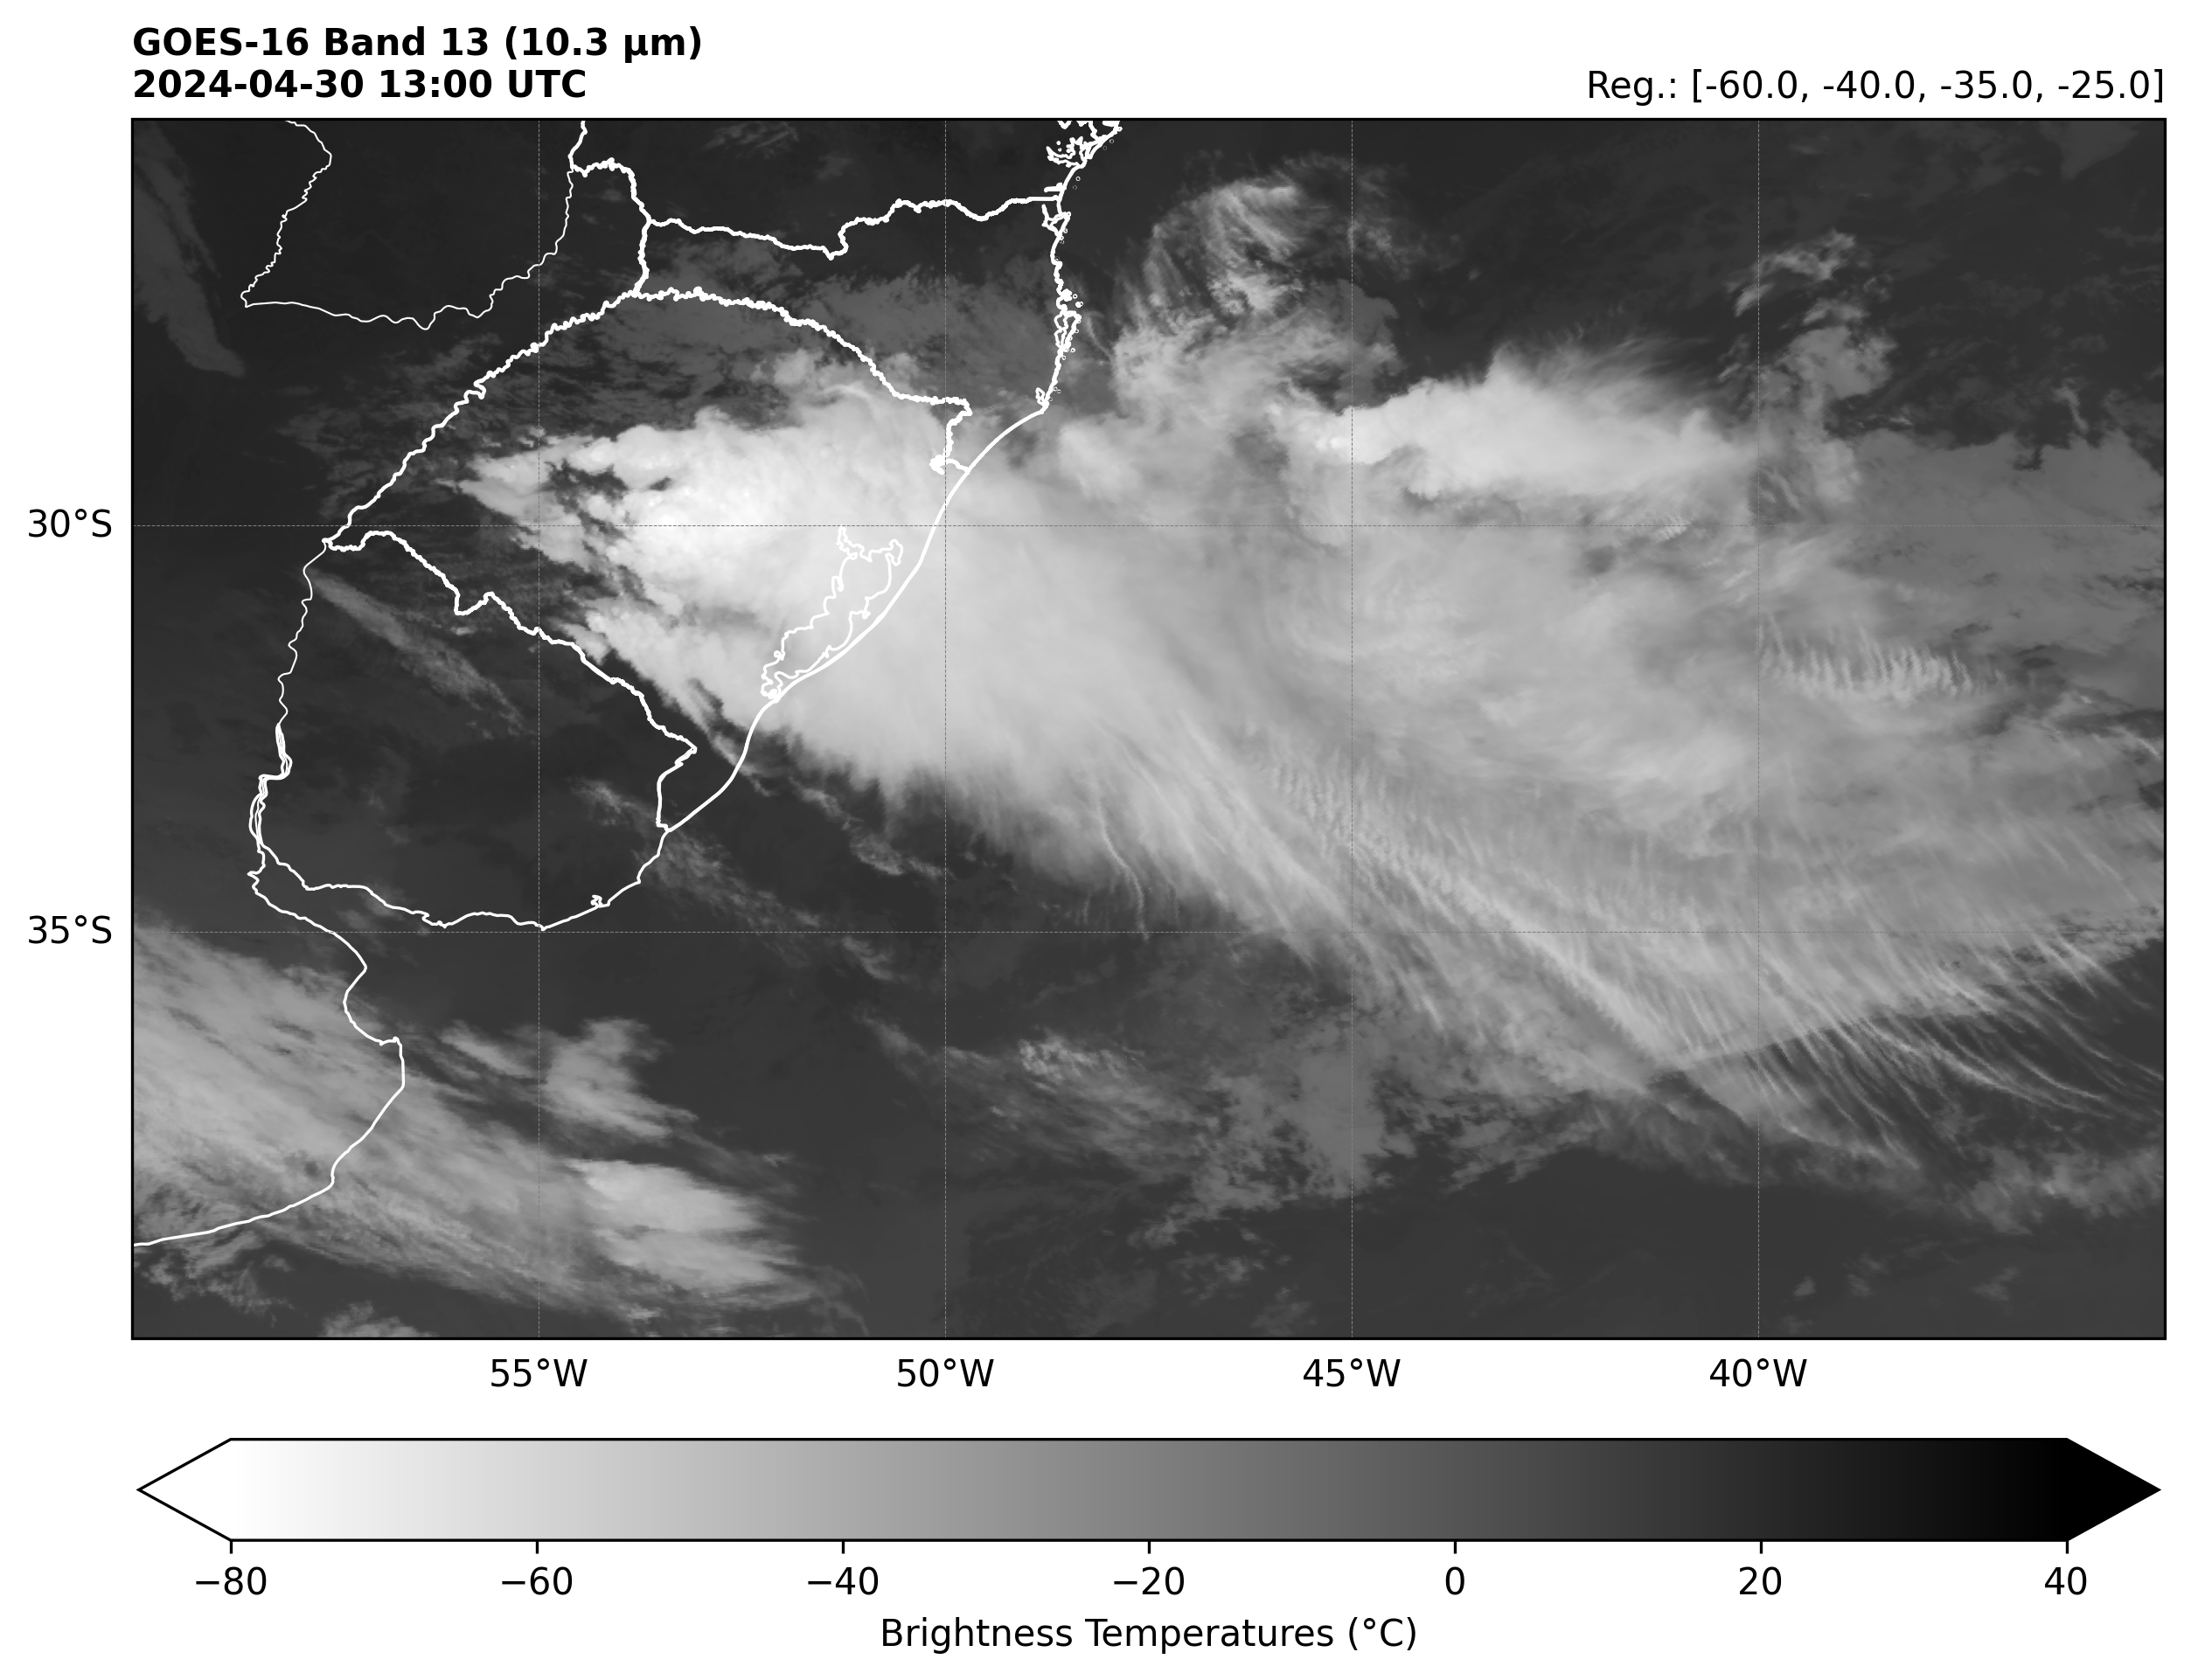 GOES-16 Band 13 (10.3 µm)
2024-04-30 13:00 UTC
Reg.: [-60.0, -40.0, -35.0, -25.0]
30°S
35°S
55°W 50°W 45°W 40°W
−80 −60 −40 −20 0 20 40
Brightness Temperatures (°C)